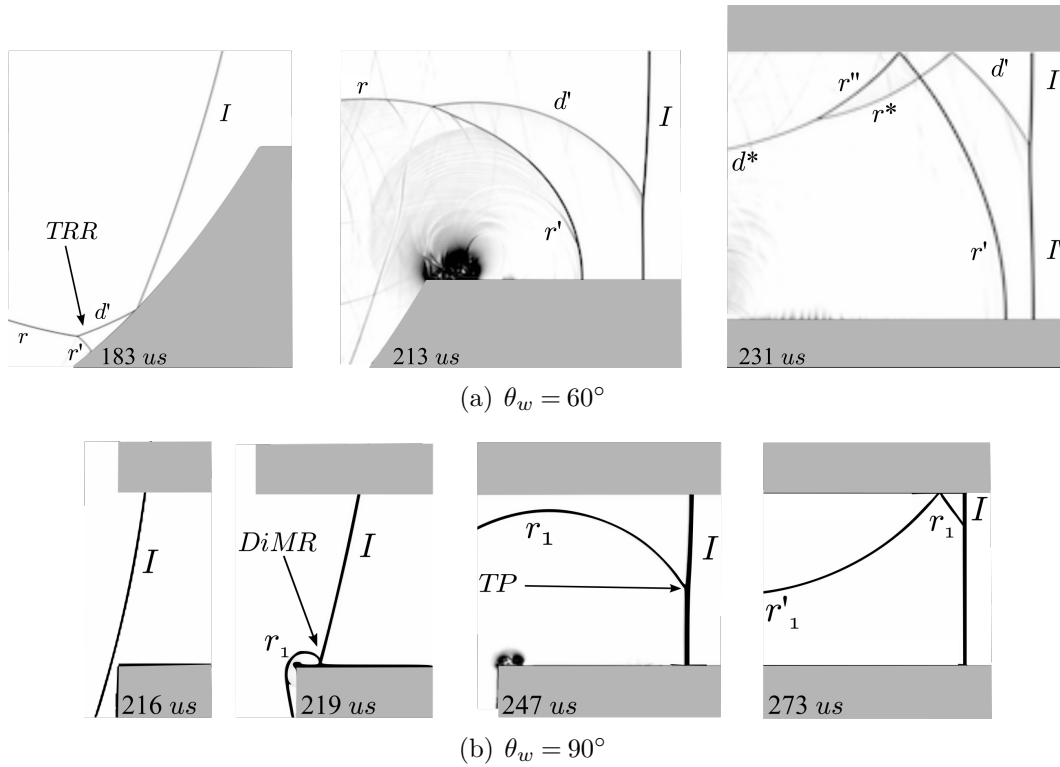 I
TRR
d'
r
r'
183 us
r
d'
I
r'
213 us
r''
d'
I
r*
d*
r'
I'
231 us
(a) θw = 60°
I
216 us
DiMR
I
r1
219 us
r1
I
TP
247 us
I
r1
r'1
273 us
(b) θw = 90°